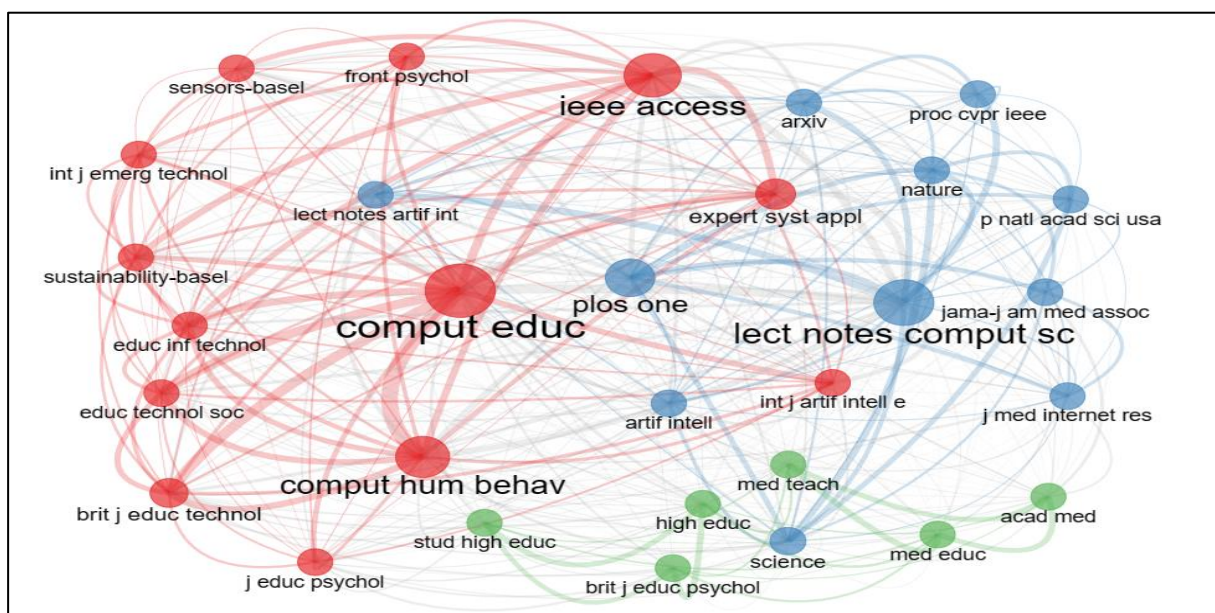 front psychol
sensors-basel
ieee access
arxiv
proc cvpr ieee
int j emerg technol
lect notes artif int
expert syst appl
nature
p natl acad sci usa
sustainability-basel
comput educ
plos one
lect notes comput sc
jama-j am med assoc
educ inf technol
educ technol soc
artif intell
int j artif intell e
j med internet res
comput hum behav
med teach
brit j educ technol
stud high educ
high educ
acad med
j educ psychol
brit j educ psychol
science
med educ